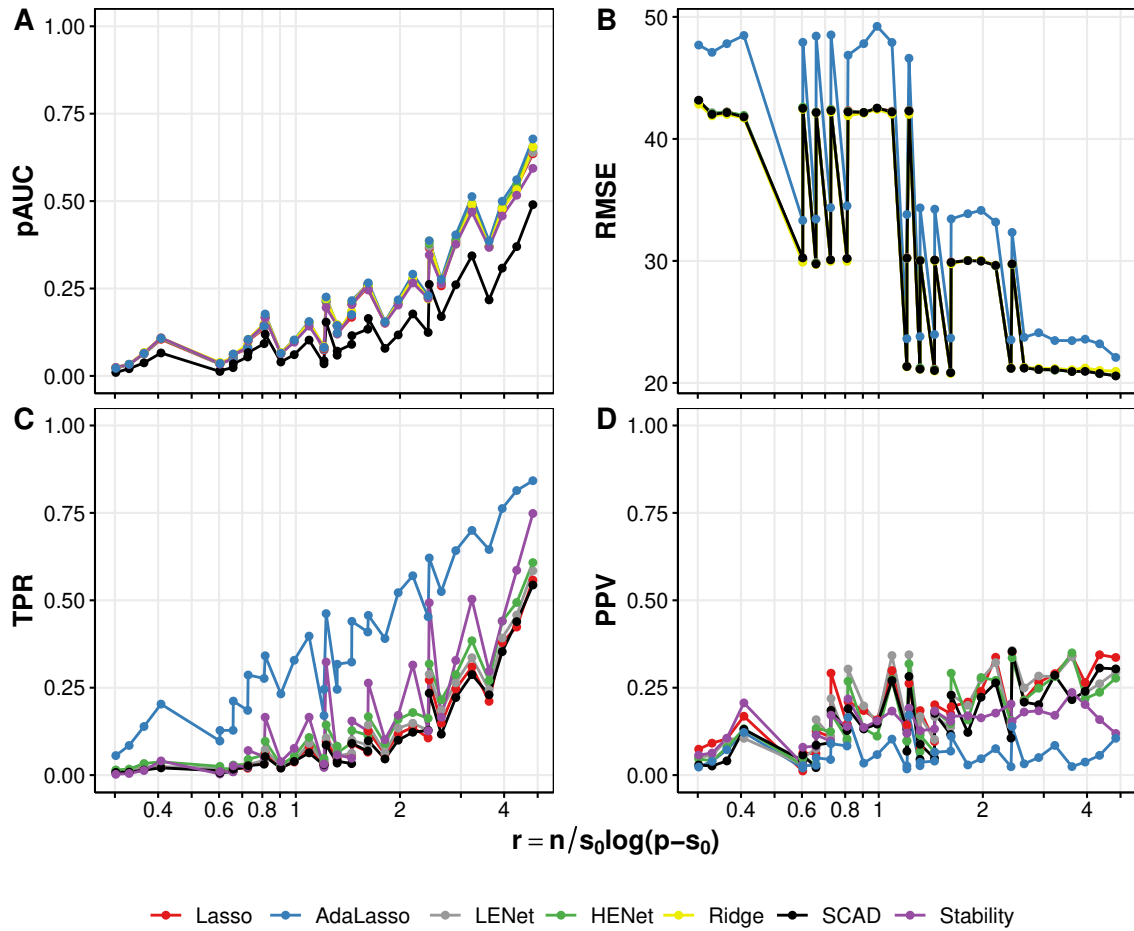 A
B
1.00
0.75
0.50
0.25
0.00
pAUC
50
40
30
20
RMSE
C
D
1.00
0.75
0.50
0.25
0.00
TPR
1.00
0.75
0.50
0.25
0.00
PPV
0.4 0.6 0.8 1 2 4
0.4 0.6 0.8 1 2 4
r = n/s₀log(p−s₀)
Lasso AdaLasso LENet HENet Ridge SCAD Stability